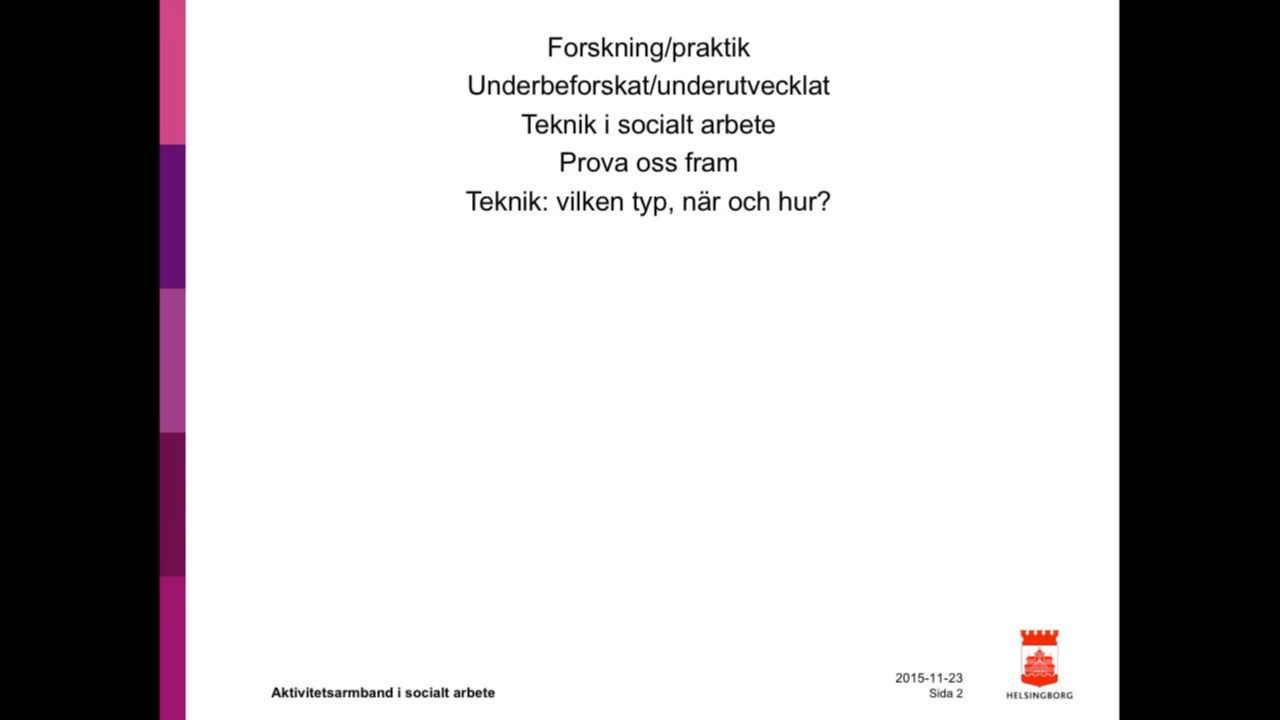 Forskning/praktik
Underbeforskat/underutvecklat
Teknik i socialt arbete
Prova oss fram
Teknik: vilken typ, när och hur?
Aktivitetsarmband i socialt arbete
2015-11-23
Sida 2
HELSINGBORG